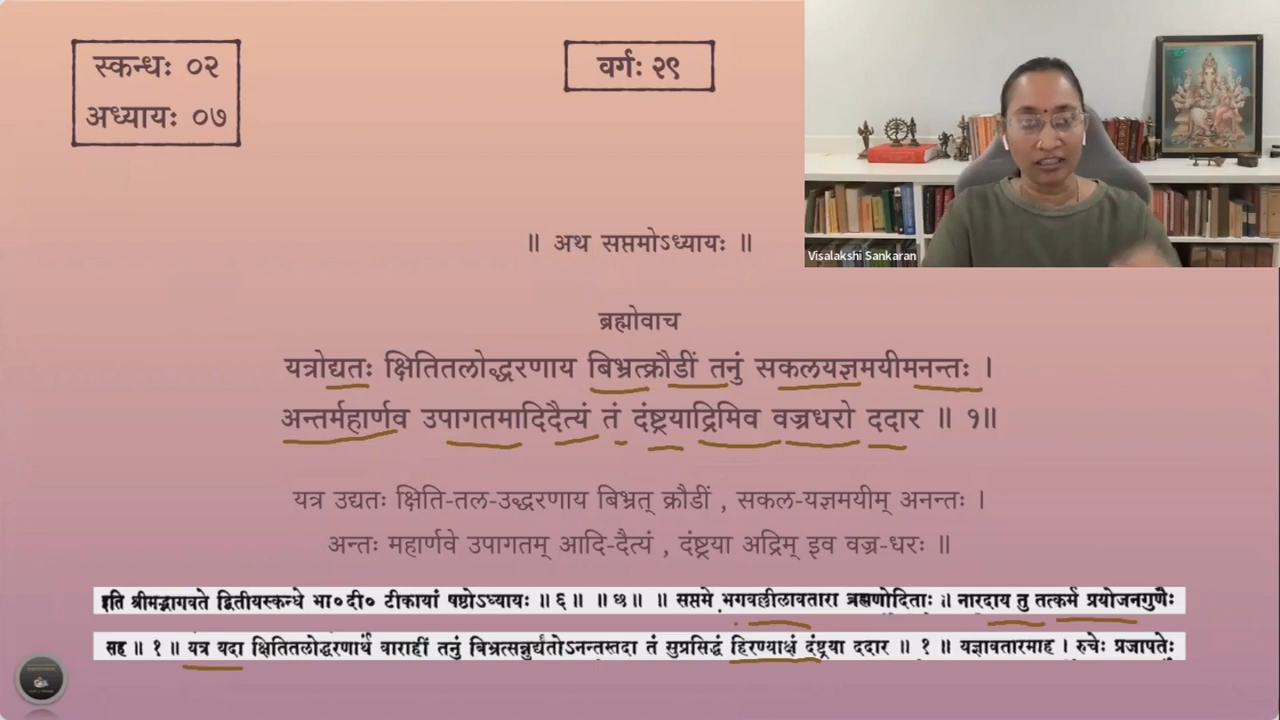 स्कन्धः ०२
अध्यायः ०७
वर्गः २९
Visalakshi Sankaran
॥ अथ सप्तमोऽध्यायः ॥
ब्रह्मोवाच
यत्रोद्यतः क्षितितलोद्धरणाय बिभ्रत्क्रौडीं तनुं सकलयज्ञमयीमनन्तः ।
अन्तर्महार्णव उपागतमादिदैत्यं तं दंष्ट्रयाद्रिमिव वज्रधरो ददार ॥ १॥
यत्र उद्यतः क्षिति-तल-उद्धरणाय बिभ्रत् क्रौडीं , सकल-यज्ञमयीम् अनन्तः ।
अन्तः महार्णवे उपागतम् आदि-दैत्यं , दंष्ट्रया अद्रिम् इव वज्र-धरः ॥
इति श्रीमद्भागवते द्वितीयस्कन्धे भा० दी० टीकायां षष्ठोऽध्यायः ॥ ६ ॥ ॥ छ ॥ ॥ सप्तमे भगवल्लीलावतारा ब्रह्मणोदिताः ॥ नारदाय तु तत्कर्म प्रयोजनगुणैः
सह ॥ १ ॥ यत्र यदा क्षितितलोद्धरणार्थं वाराहीं तनुं बिभ्रत्सन्नुद्यतोऽनन्तस्तदा तं सुप्रसिद्धं हिरण्याक्षं दंष्ट्रया ददार ॥ १ ॥ यज्ञावतारमाह । रुचेः प्रजापतेः